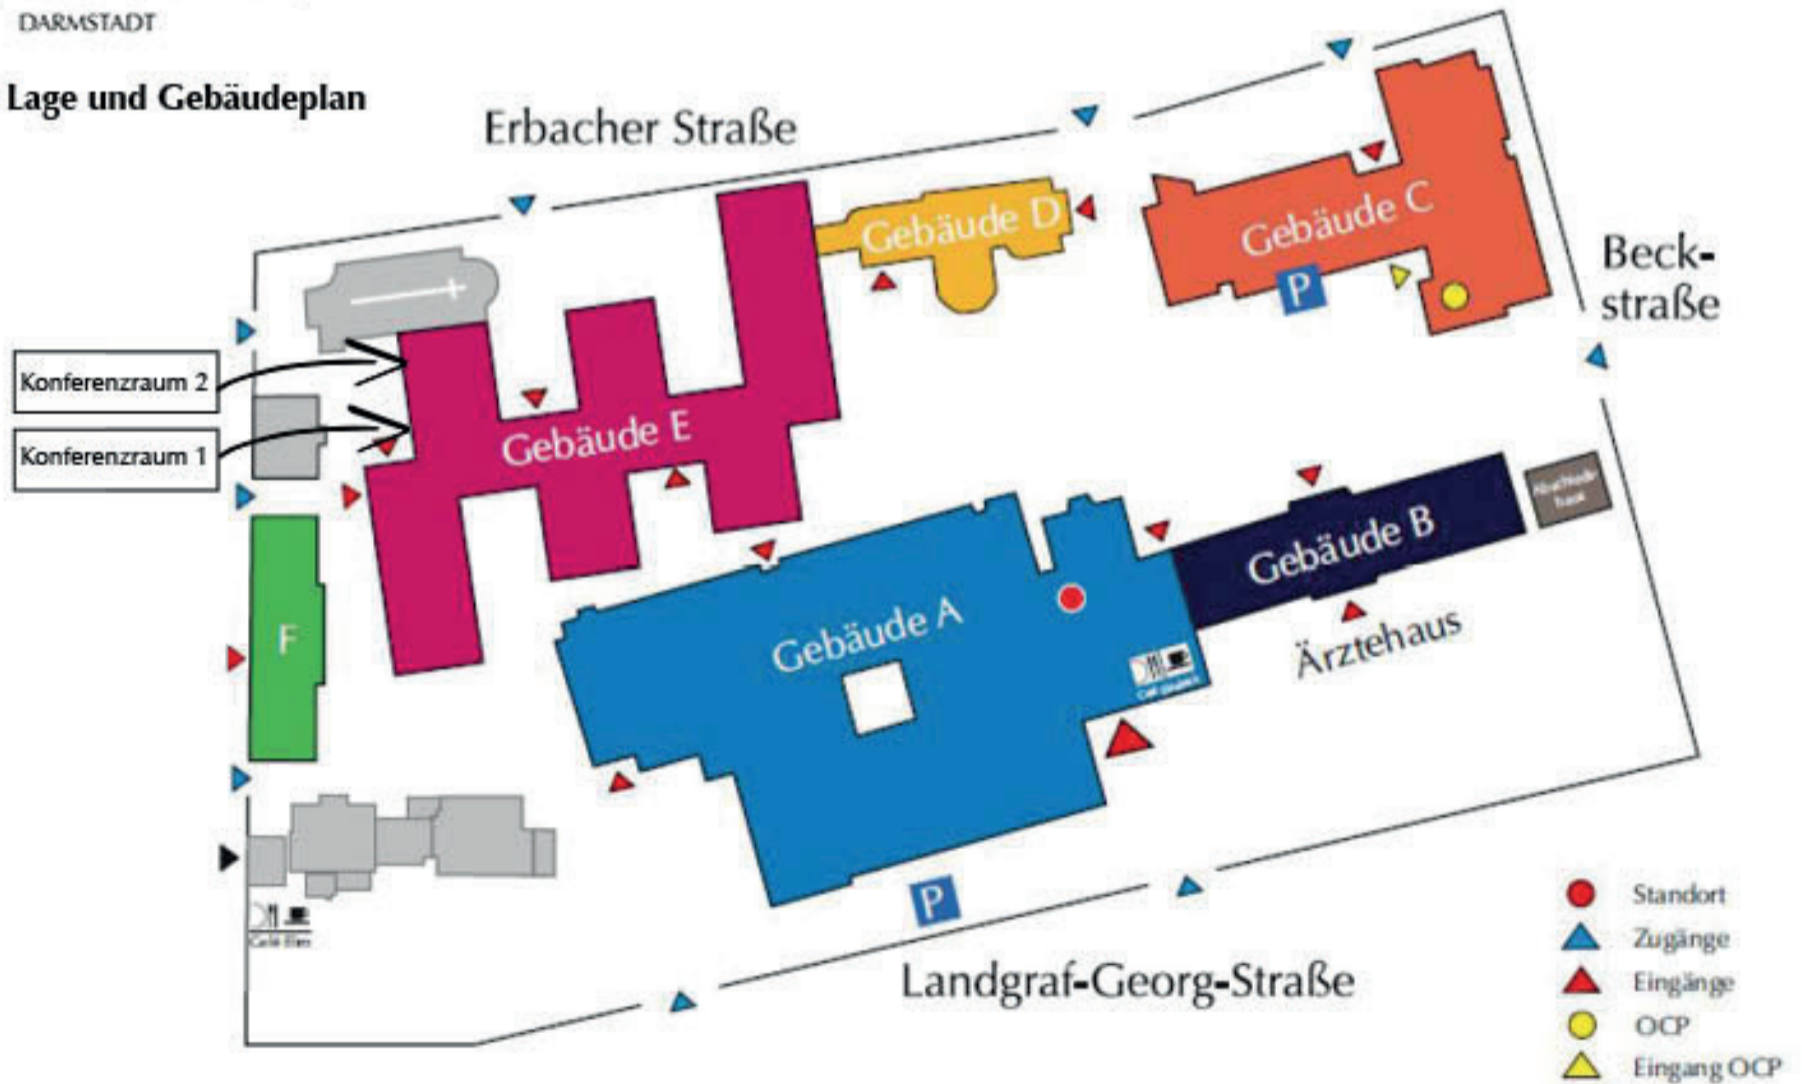 DARMSTADT
Lage und Gebäudeplan
Erbacher Straße
Gebäude D
Gebäude C
P
Beck-
straße
Konferenzraum 2
Konferenzraum 1
Gebäude E
Gebäude B
Gebäude A
F
Ärztehaus
P
Landgraf-Georg-Straße
Standort
Zugänge
Eingänge
OCP
Eingang OCP